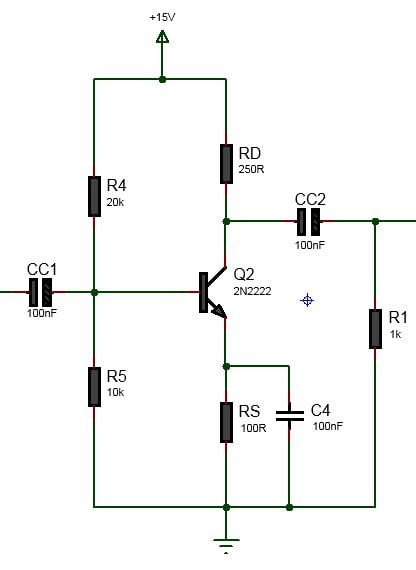 +15V
RD
250R
R4
20k
CC2
100nF
CC1
100nF
Q2
2N2222
R1
1k
R5
10k
RS
100R
C4
100nF